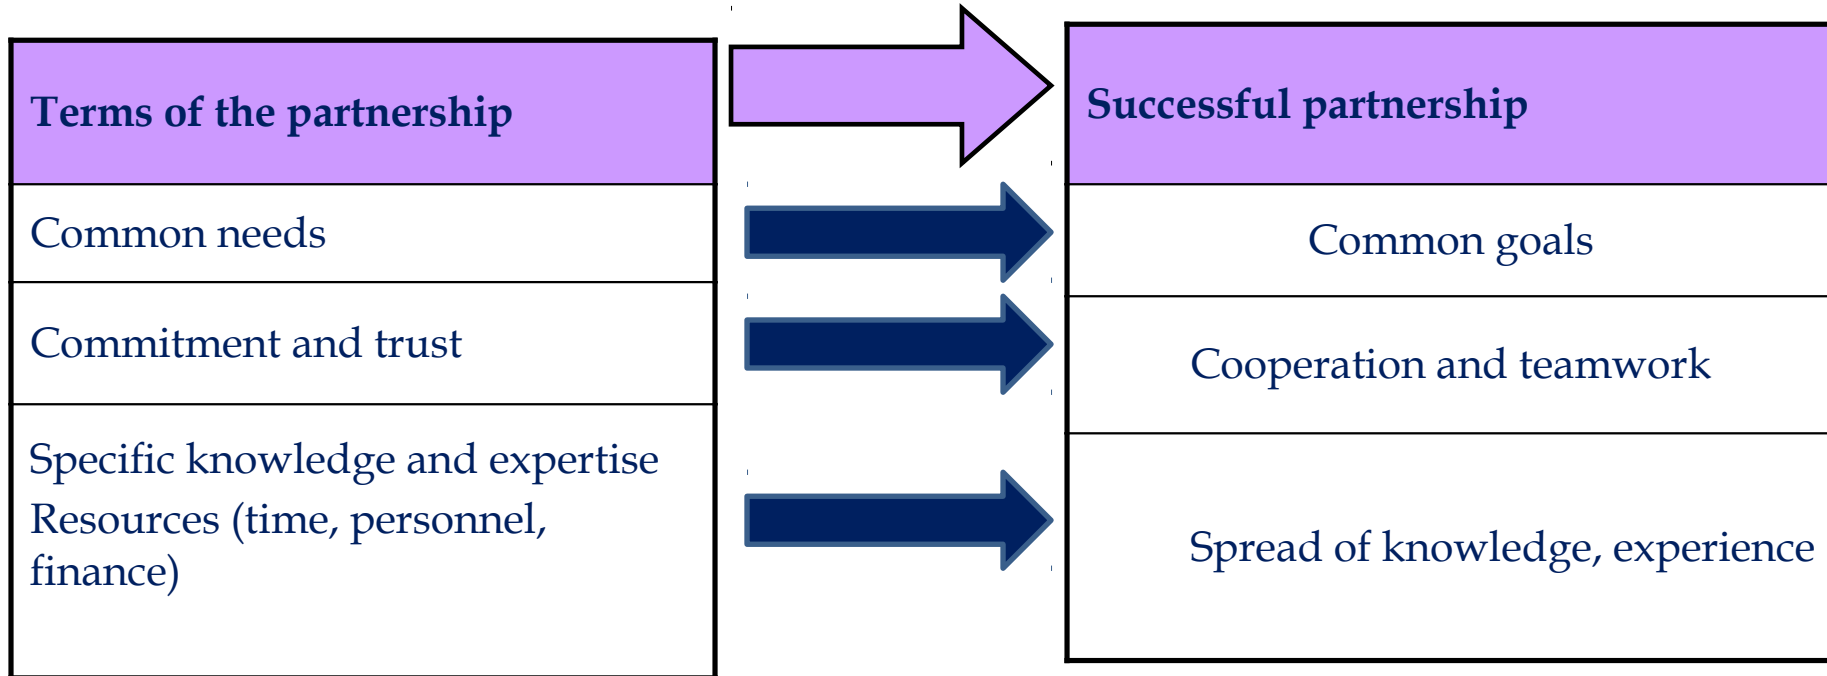 Terms of the partnership
Successful partnership
Common needs
Common goals
Commitment and trust
Cooperation and teamwork
Specific knowledge and expertise
Resources (time, personnel,
finance)
Spread of knowledge, experience